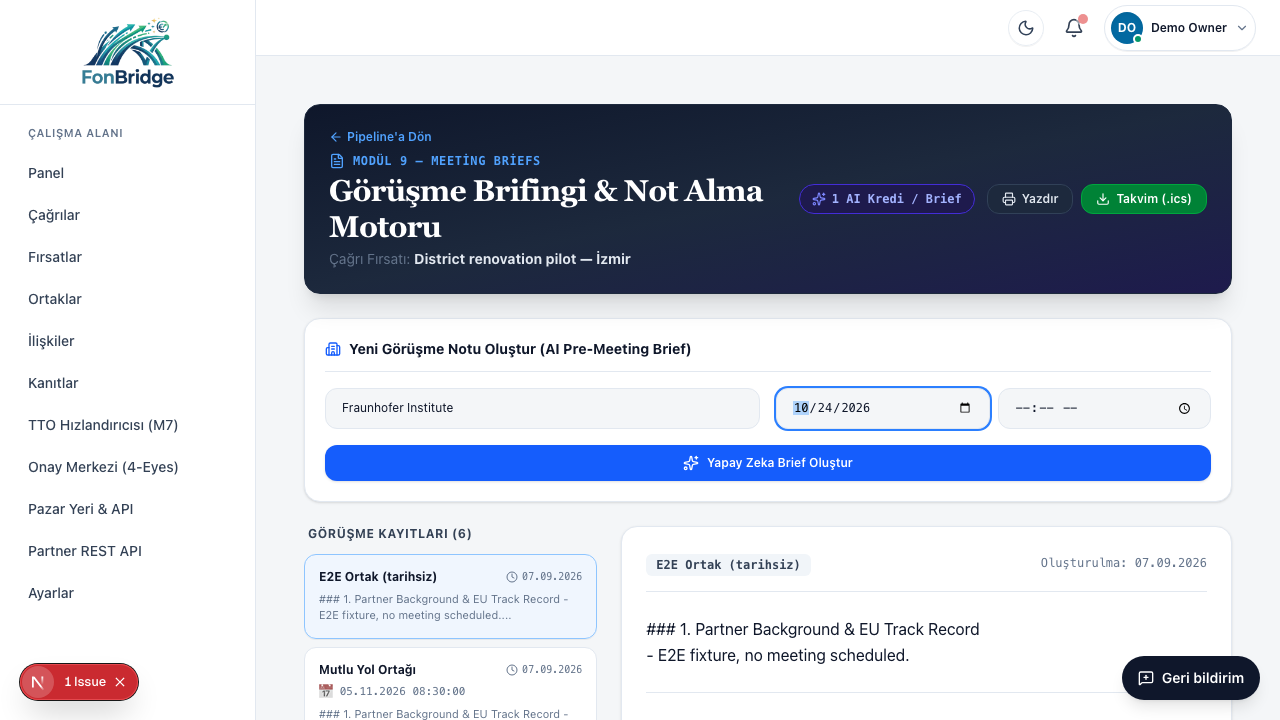 FonBridge
ÇALIŞMA ALANI
Panel
Çağrılar
Fırsatlar
Ortaklar
İlişkiler
Kanıtlar
TTO Hızlandırıcısı (M7)
Onay Merkezi (4-Eyes)
Pazar Yeri & API
Partner REST API
Ayarlar
N 1 Issue
DO Demo Owner
Pipeline'a Dön
MODÜL 9 — MEETİNG BRİEFS
Görüşme Brifingi & Not Alma
Motoru
Çağrı Fırsatı: District renovation pilot — İzmir
1 AI Kredi / Brief
Yazdır
Takvim (.ics)
Yeni Görüşme Notu Oluştur (AI Pre-Meeting Brief)
Fraunhofer Institute
10/24/2026
--:-- --
Yapay Zeka Brief Oluştur
GÖRÜŞME KAYITLARI (6)
E2E Ortak (tarihsiz) 07.09.2026
### 1. Partner Background & EU Track Record -
E2E fixture, no meeting scheduled....
Mutlu Yol Ortağı 07.09.2026
05.11.2026 08:30:00
### 1. Partner Background & EU Track Record -
E2E Ortak (tarihsiz)
Oluşturulma: 07.09.2026
### 1. Partner Background & EU Track Record
- E2E fixture, no meeting scheduled.
Geri bildirim